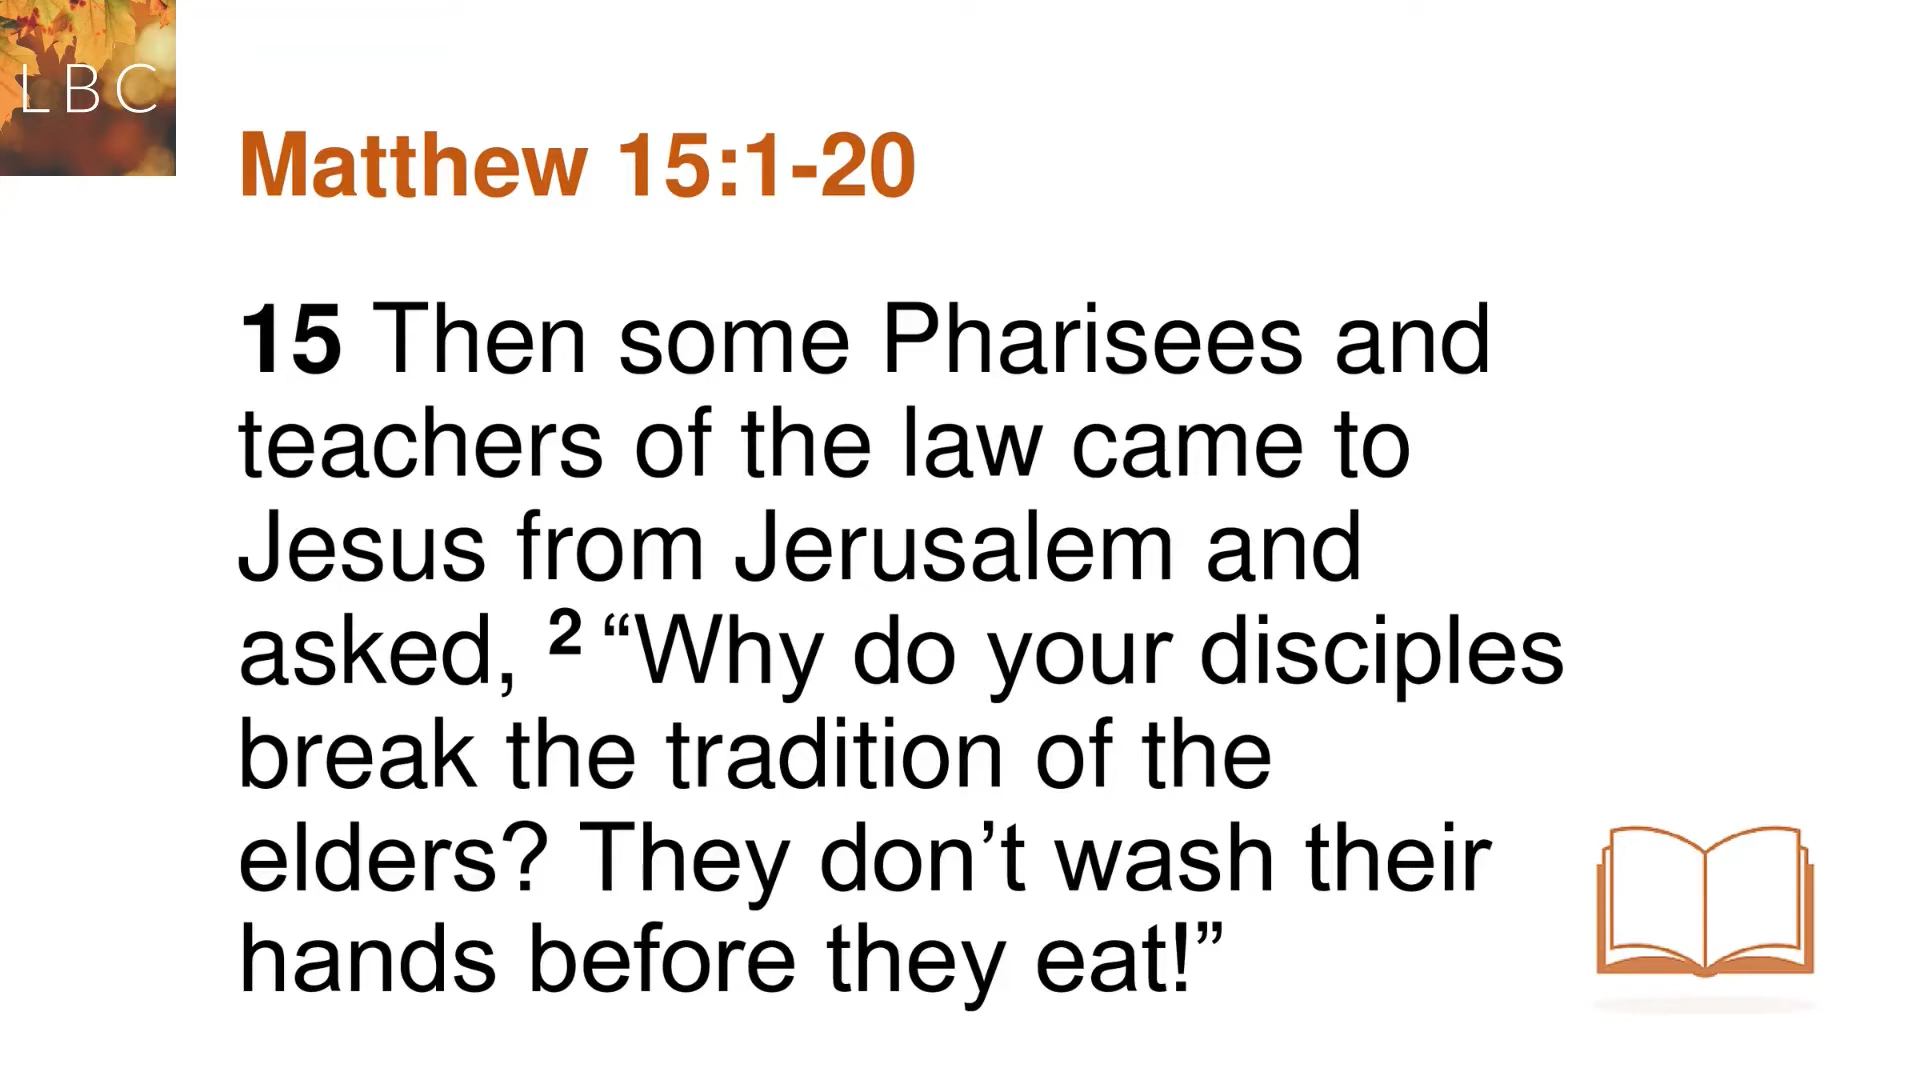 LBC
Matthew 15:1-20
15 Then some Pharisees and
teachers of the law came to
Jesus from Jerusalem and
asked, 2 “Why do your disciples
break the tradition of the
elders? They don’t wash their
hands before they eat!”